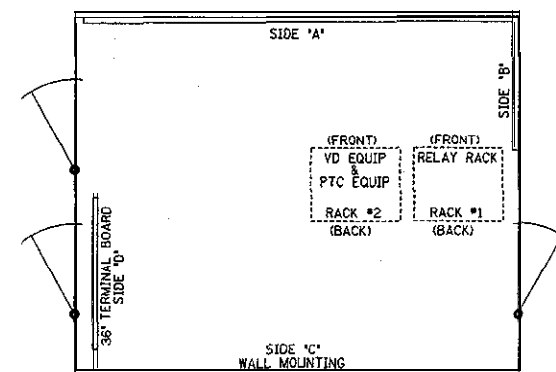 SIDE "A"
SIDE "B"
(FRONT)
VD EQUIP
&
PTC EQUIP
RACK #2
(BACK)
(FRONT)
RELAY RACK
RACK #1
(BACK)
36" TERMINAL BOARD
SIDE "D"
SIDE "C"
WALL MOUNTING